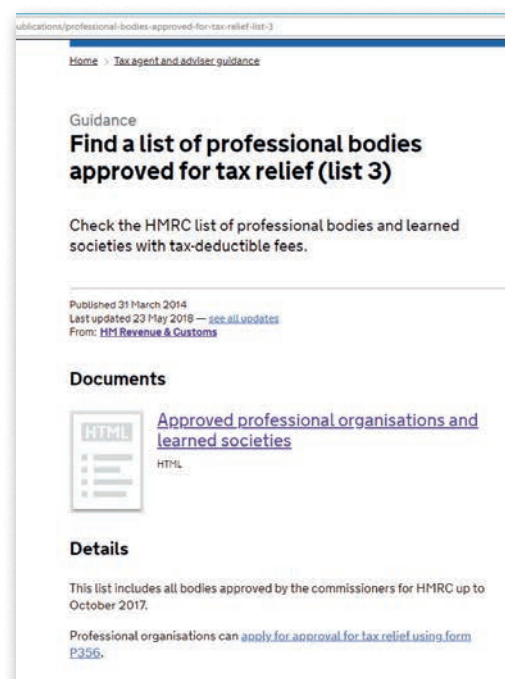 ublications/professional-bodies-approved-for-tax-relief-list-3
Home > Tax agent and adviser guidance
Guidance
Find a list of professional bodies
approved for tax relief (list 3)
Check the HMRC list of professional bodies and learned
societies with tax-deductible fees.
Published 31 March 2014
Last updated 23 May 2018 — see all updates
From: HM Revenue & Customs
Documents
HTML
Approved professional organisations and
learned societies
HTML
Details
This list includes all bodies approved by the commissioners for HMRC up to
October 2017.
Professional organisations can apply for approval for tax relief using form
P356.